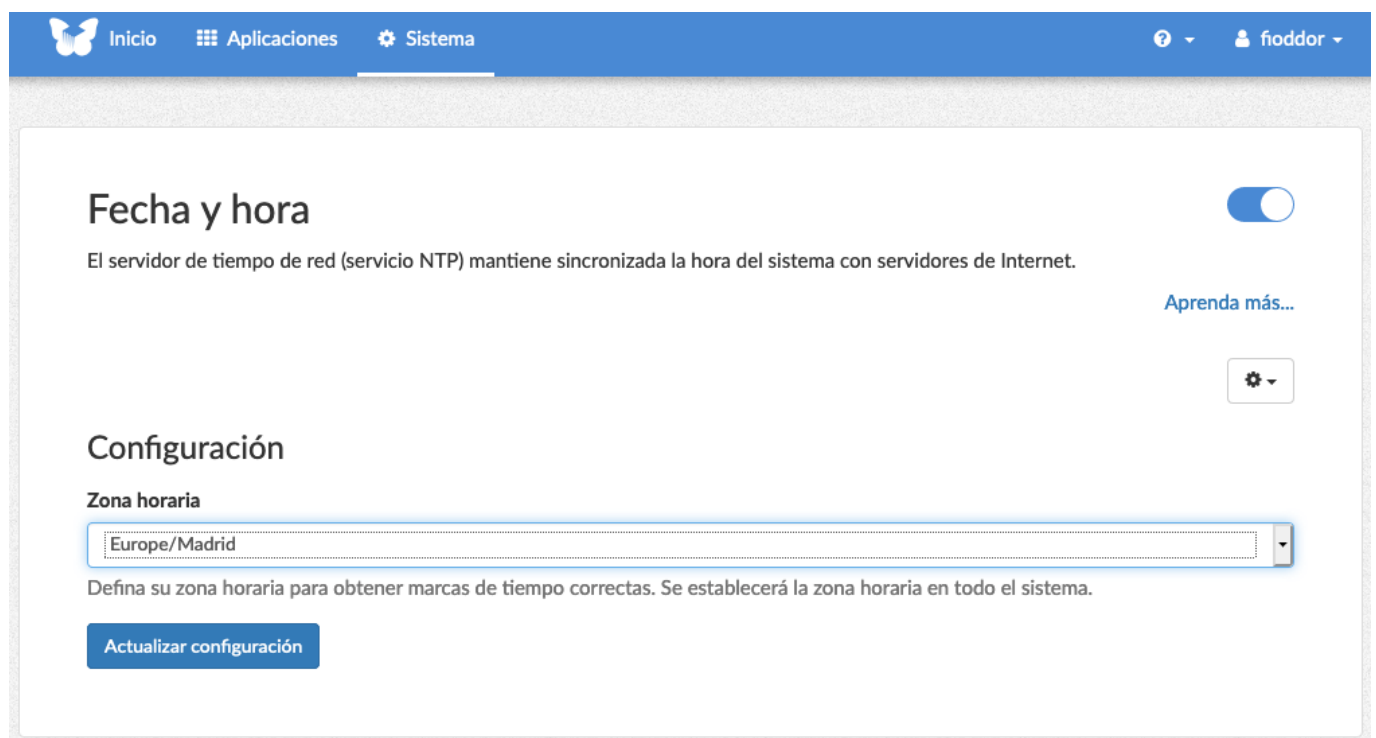 Inicio Aplicaciones Sistema fioddor
Fecha y hora
El servidor de tiempo de red (servicio NTP) mantiene sincronizada la hora del sistema con servidores de Internet.
Aprenda más...
Configuración
Zona horaria
Europe/Madrid
Defina su zona horaria para obtener marcas de tiempo correctas. Se establecerá la zona horaria en todo el sistema.
Actualizar configuración